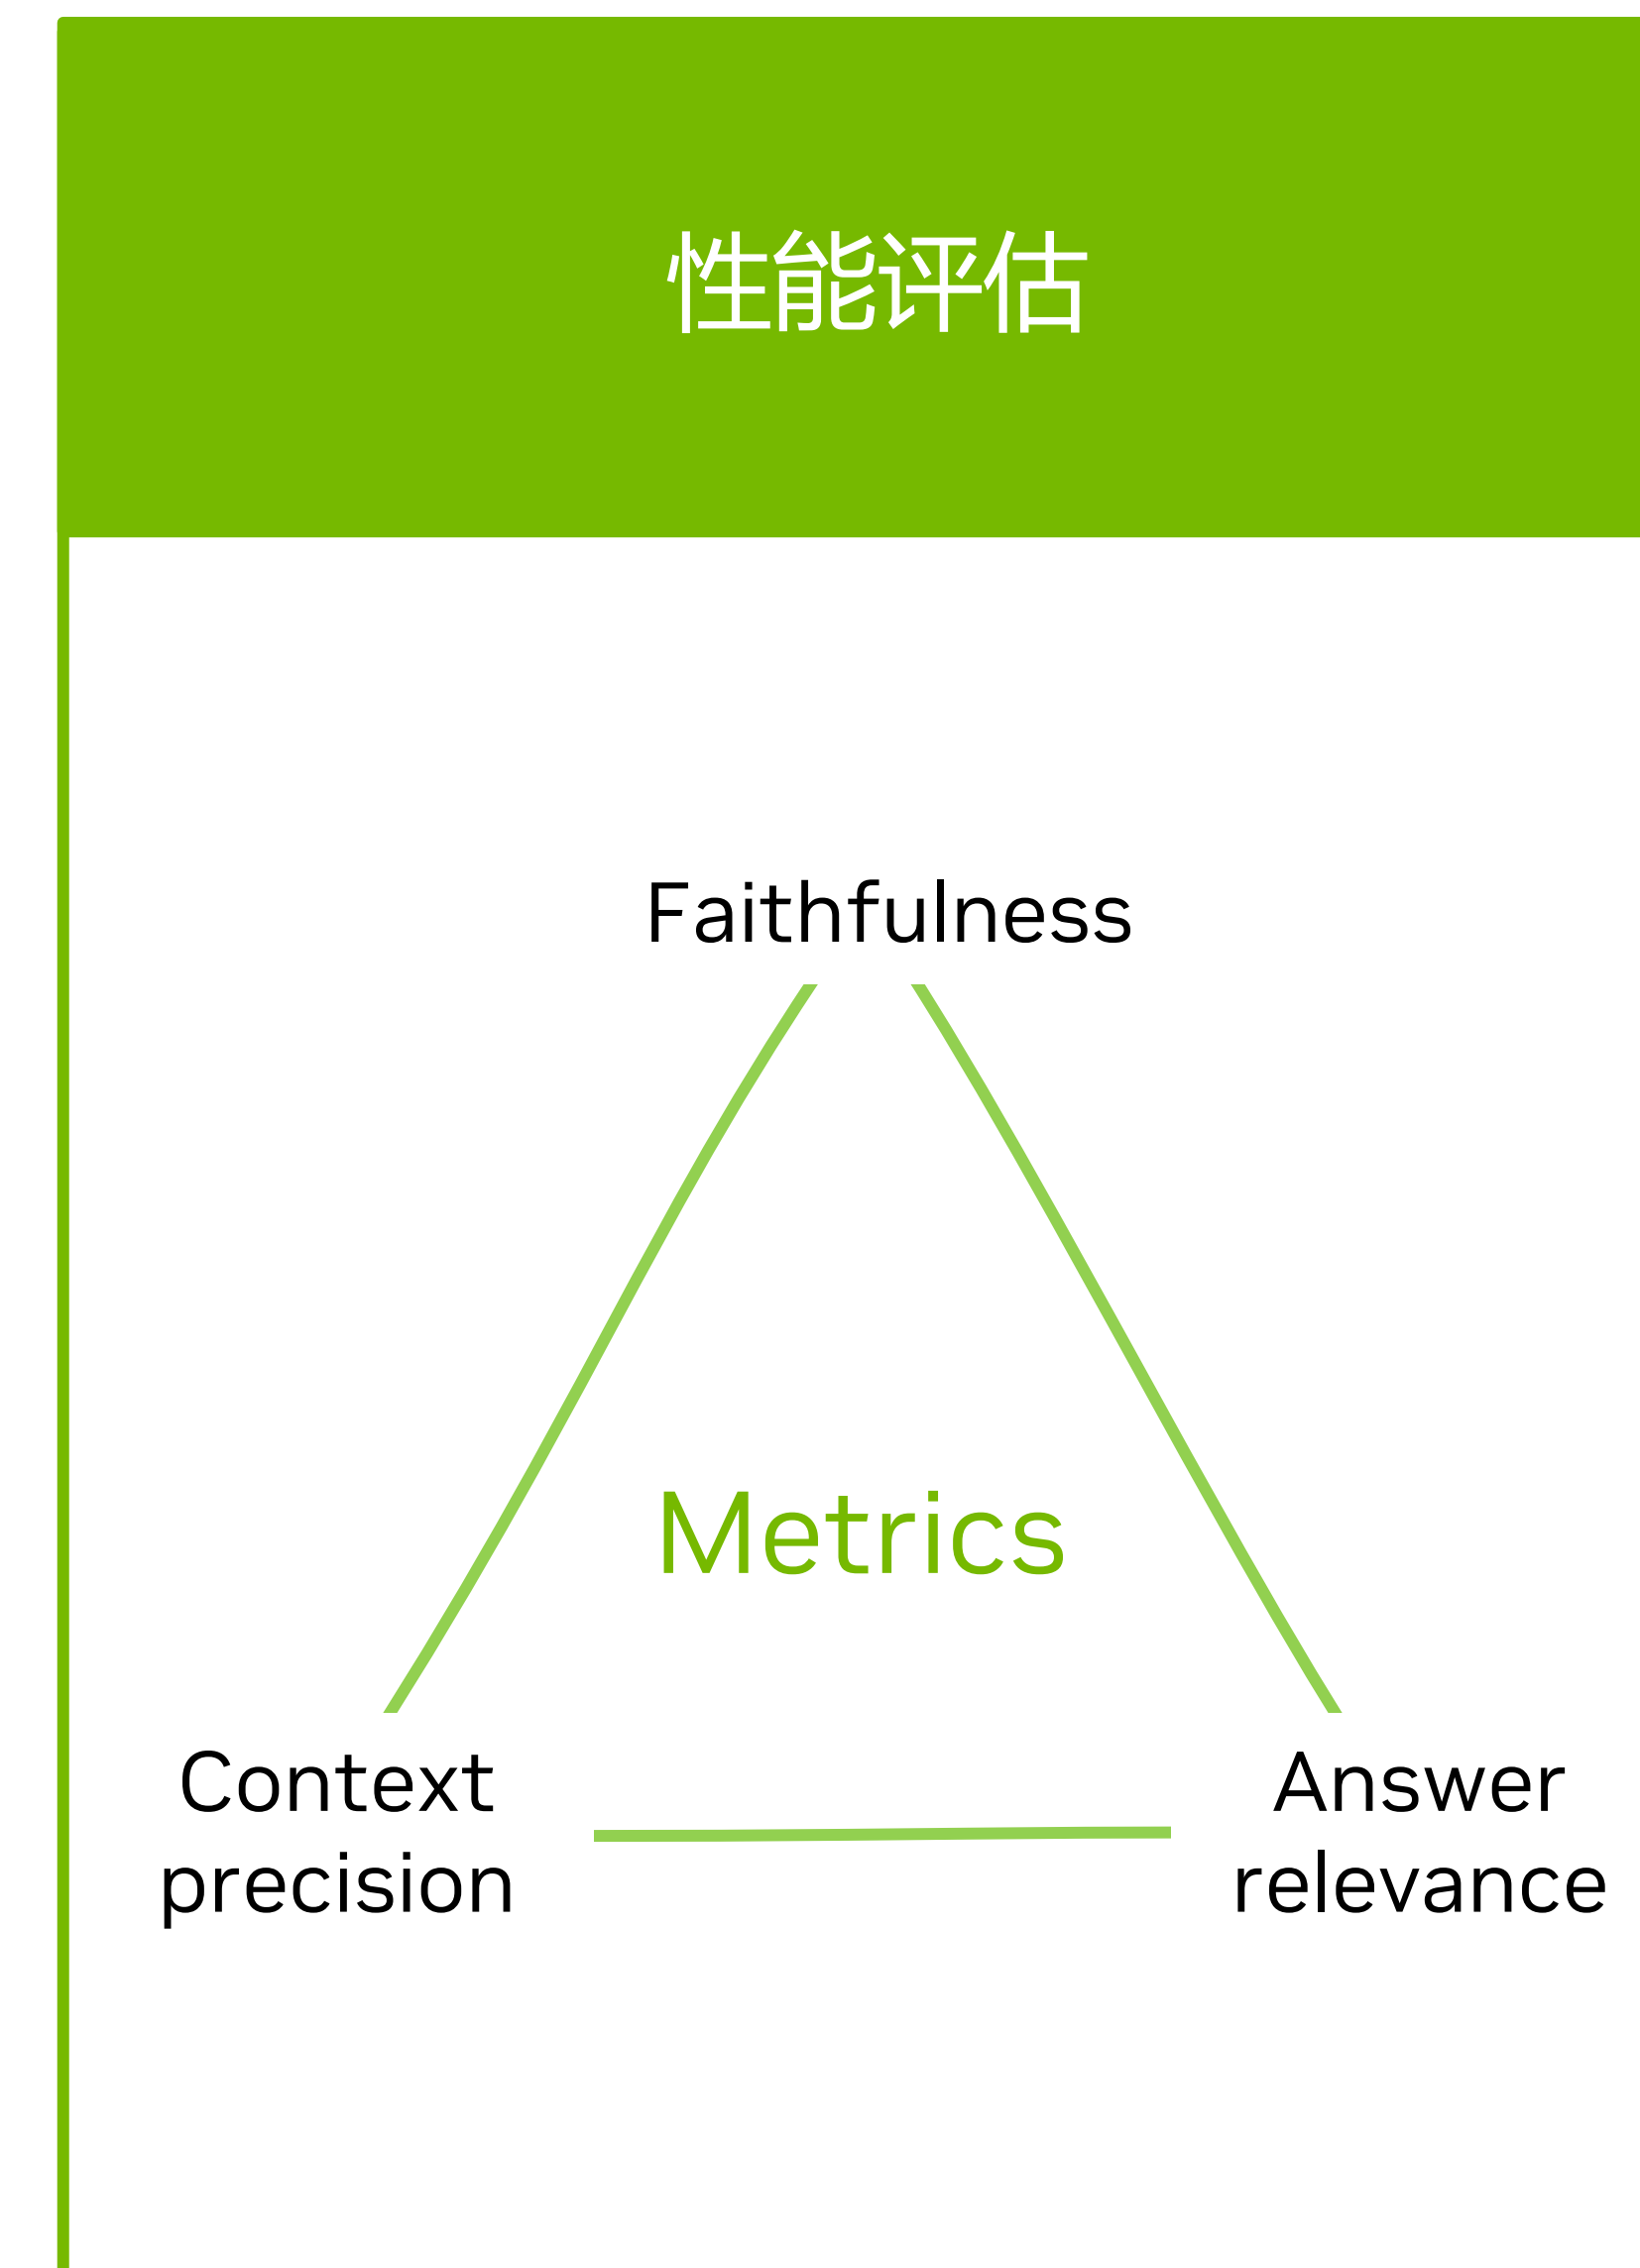 性能评估
Faithfulness
Metrics
Context
precision
Answer
relevance